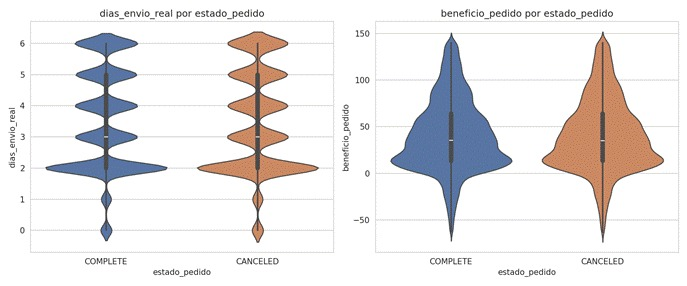 dias_envio_real por estado_pedido
dias_envio_real
6
5
4
3
2
1
0
COMPLETE
CANCELED
estado_pedido
beneficio_pedido por estado_pedido
beneficio_pedido
150
100
50
0
−50
COMPLETE
CANCELED
estado_pedido